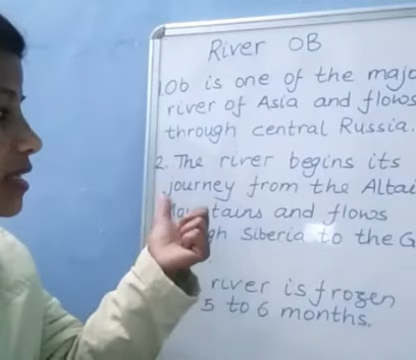 River OB
1. Ob is one of the majo
river of Asia and flows
through central Russia.
2. The river begins its
journey from the Altai
tains and flows
gh Siberia to the G
river is frozen
5 to 6 months.